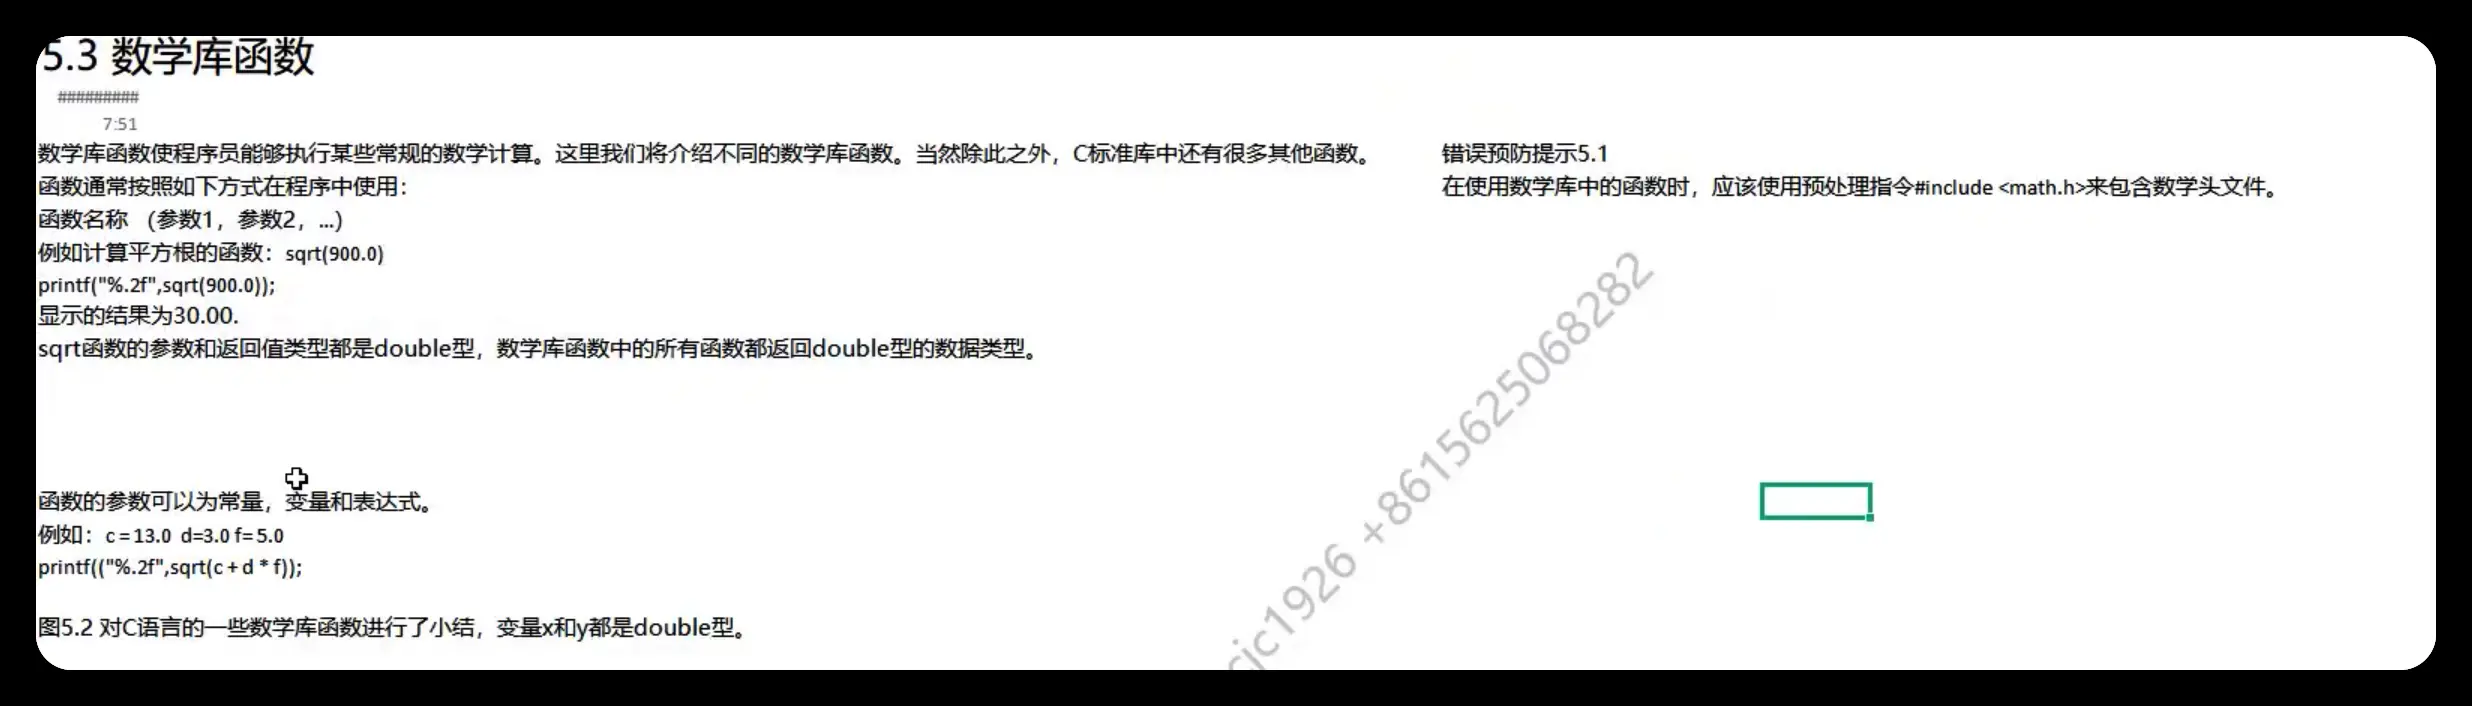 5.3 数学库函数
#########
7:51
数学库函数使程序员能够执行某些常规的数学计算。这里我们将介绍不同的数学库函数。当然除此之外，C标准库中还有很多其他函数。
函数通常按照如下方式在程序中使用：
函数名称 （参数1，参数2，...）
例如计算平方根的函数：sqrt(900.0)
printf("%.2f",sqrt(900.0));
显示的结果为30.00.
sqrt函数的参数和返回值类型都是double型，数学库函数中的所有函数都返回double型的数据类型。
函数的参数可以为常量，变量和表达式。
例如：c = 13.0 d=3.0 f= 5.0
printf(("%.2f",sqrt(c + d * f));
图5.2 对C语言的一些数学库函数进行了小结，变量x和y都是double型。
错误预防提示5.1
在使用数学库中的函数时，应该使用预处理指令#include <math.h>来包含数学头文件。
cjc1926 +8615625068282